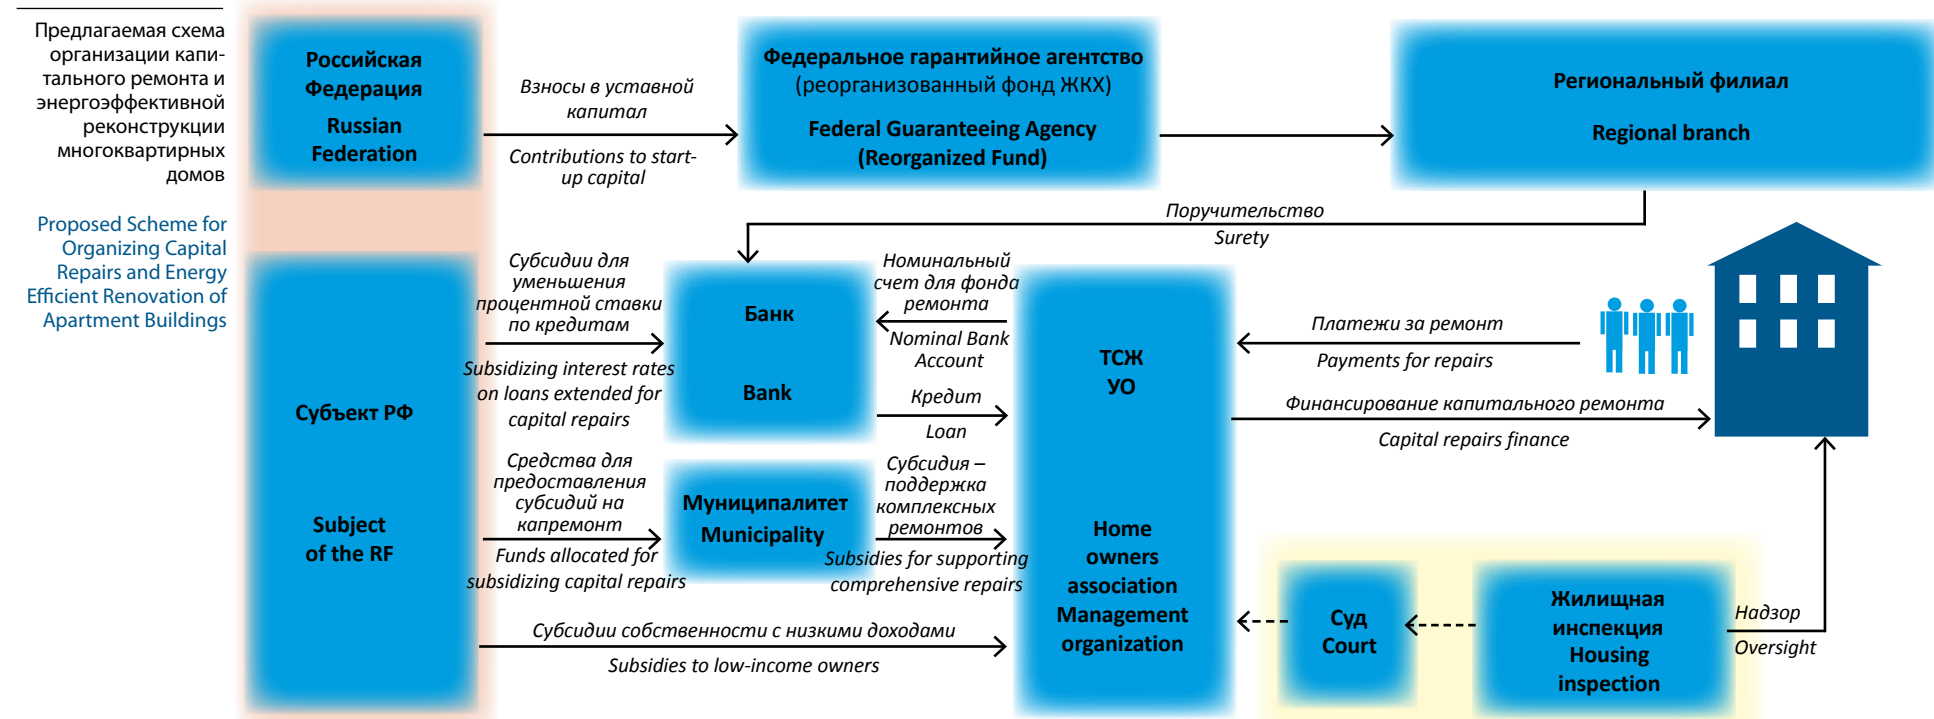 Предлагаемая схема
организации капи-
тального ремонта и
энергоэффективной
реконструкции
многоквартирных
домов
Proposed Scheme for
Organizing Capital
Repairs and Energy
Efficient Renovation of
Apartment Buildings
Российская
Федерация
Russian
Federation
Взносы в уставной
капитал
Contributions to start-
up capital
Федеральное гарантийное агентство
(реорганизованный фонд ЖКХ)
Federal Guaranteeing Agency
(Reorganized Fund)
Региональный филиал
Regional branch
Поручительство
Surety
Субъект РФ
Subject
of the RF
Субсидии для
уменьшения
процентной ставки
по кредитам
Subsidizing interest rates
on loans extended for
capital repairs
Банк
Bank
Номинальный
счет для фонда
ремонта
Nominal Bank
Account
Кредит
Loan
Средства для
предоставления
субсидий на
капремонт
Funds allocated for
subsidizing capital repairs
Муниципалитет
Municipality
Субсидия –
поддержка
комплексных
ремонтов
Subsidies for supporting
comprehensive repairs
Субсидии собственности с низкими доходами
Subsidies to low-income owners
ТСЖ
УО
Home
owners
association
Management
organization
Платежи за ремонт
Payments for repairs
Финансирование капитального ремонта
Capital repairs finance
Суд
Court
Жилищная
инспекция
Housing
inspection
Надзор
Oversight